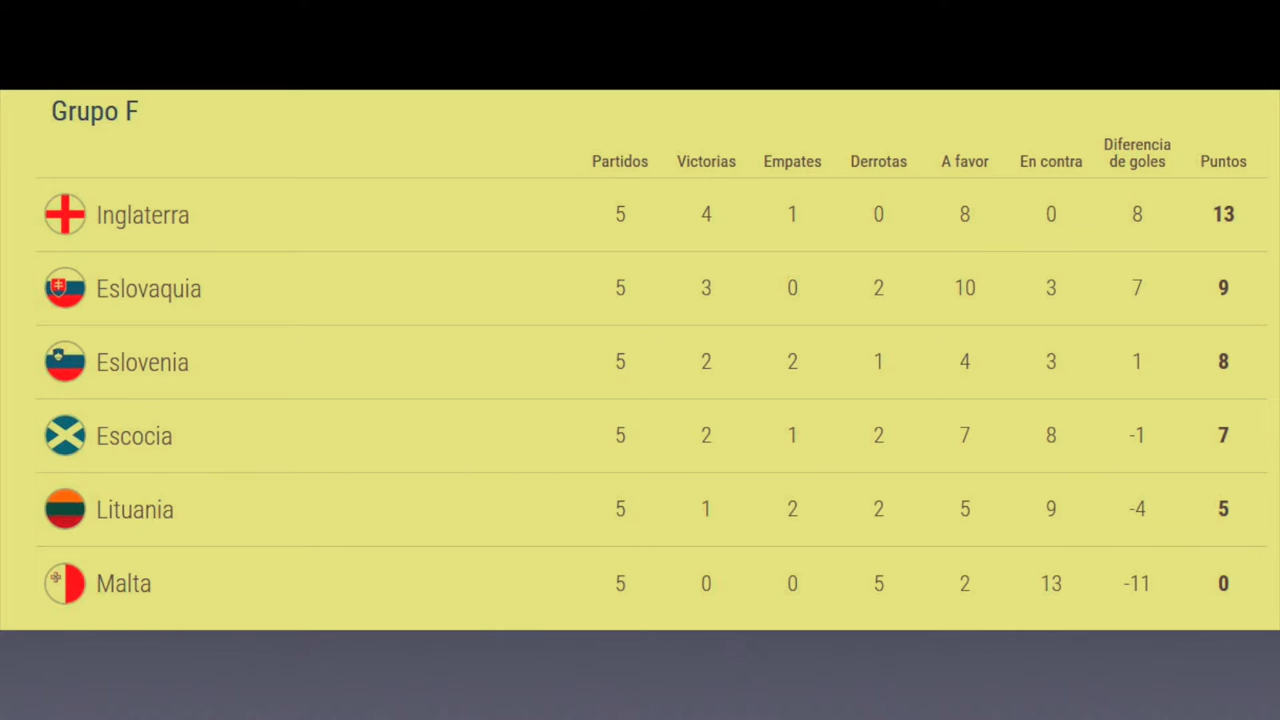 Grupo F
Partidos Victorias Empates Derrotas A favor En contra Diferencia de goles Puntos
Inglaterra 5 4 1 0 8 0 8 13
Eslovaquia 5 3 0 2 10 3 7 9
Eslovenia 5 2 2 1 4 3 1 8
Escocia 5 2 1 2 7 8 -1 7
Lituania 5 1 2 2 5 9 -4 5
Malta 5 0 0 5 2 13 -11 0